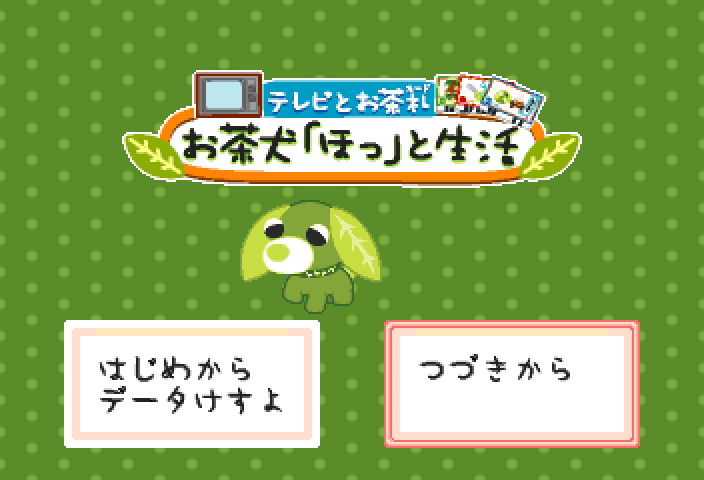 テレビとお茶札
お茶犬「ほっ」と生活
はじめから
データけすよ
つづきから